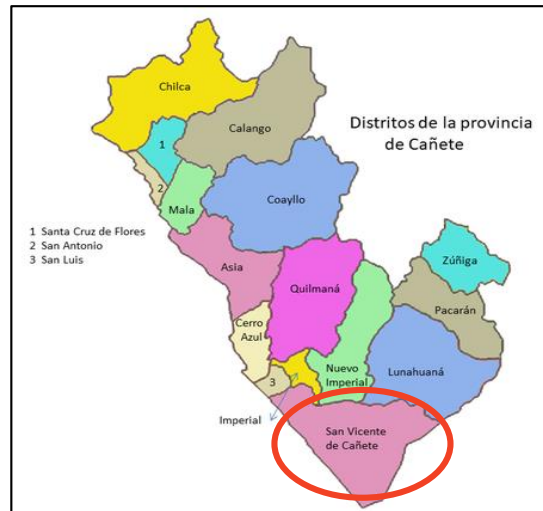 Chilca
Distritos de la provincia
de Cañete
Calango
1
2
Mala
Coayllo
1 Santa Cruz de Flores
2 San Antonio
3 San Luis
Asia
Zúñiga
Quilmaná
Pacarán
Cerro
Azul
Nuevo
Imperial
Lunahuaná
3
Imperial
San Vicente
de Cañete